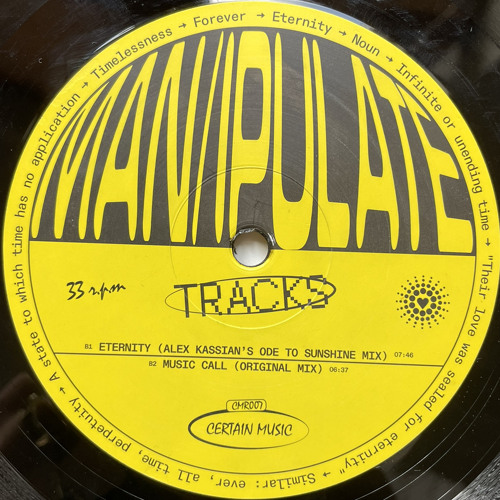 Timelessness → Forever → Eternity → Noun → Infinite or unending time → "Their love was sealed for eternity" → Similar: ever, all time, perpetuity → A state to which time has no application →
MANIPULATE
33 r.p.m
TRACKS
B1 ETERNITY (ALEX KASSIAN'S ODE TO SUNSHINE MIX) 07:46
B2 MUSIC CALL (ORIGINAL MIX) 06:37
CMR007
CERTAIN MUSIC